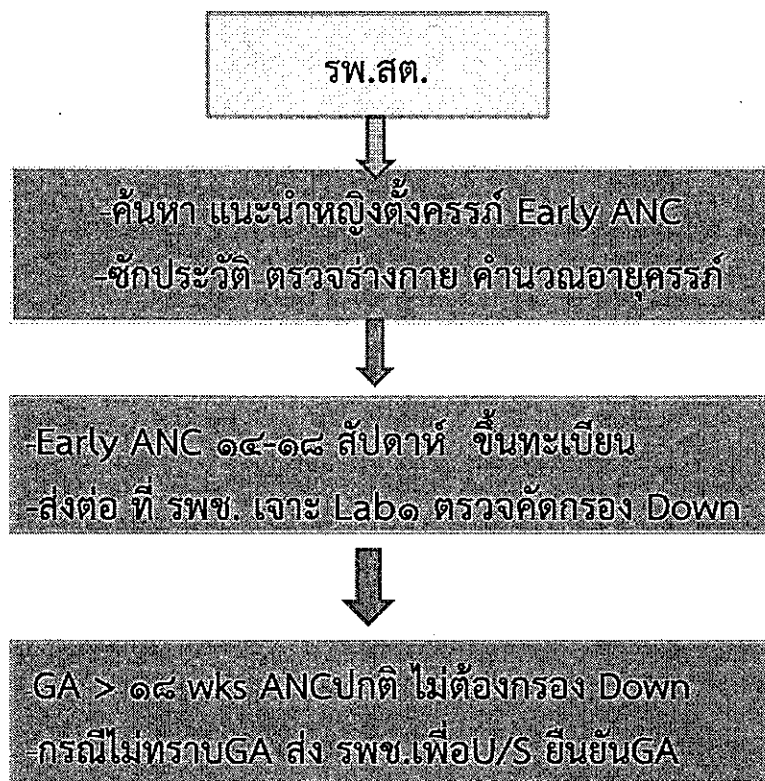 รพ.สต.
-ค้นหา แนะนำหญิงตั้งครรภ์ Early ANC
-ซักประวัติ ตรวจร่างกาย คำนวณอายุครรภ์
-Early ANC ๑๔-๑๘ สัปดาห์ ขึ้นทะเบียน
-ส่งต่อ ที่ รพช. เจาะ Lab๑ ตรวจคัดกรอง Down
GA > ๑๘ wks ANCปกติ ไม่ต้องกรอง Down
-กรณีไม่ทราบGA ส่ง รพช.เพื่อU/S ยืนยันGA